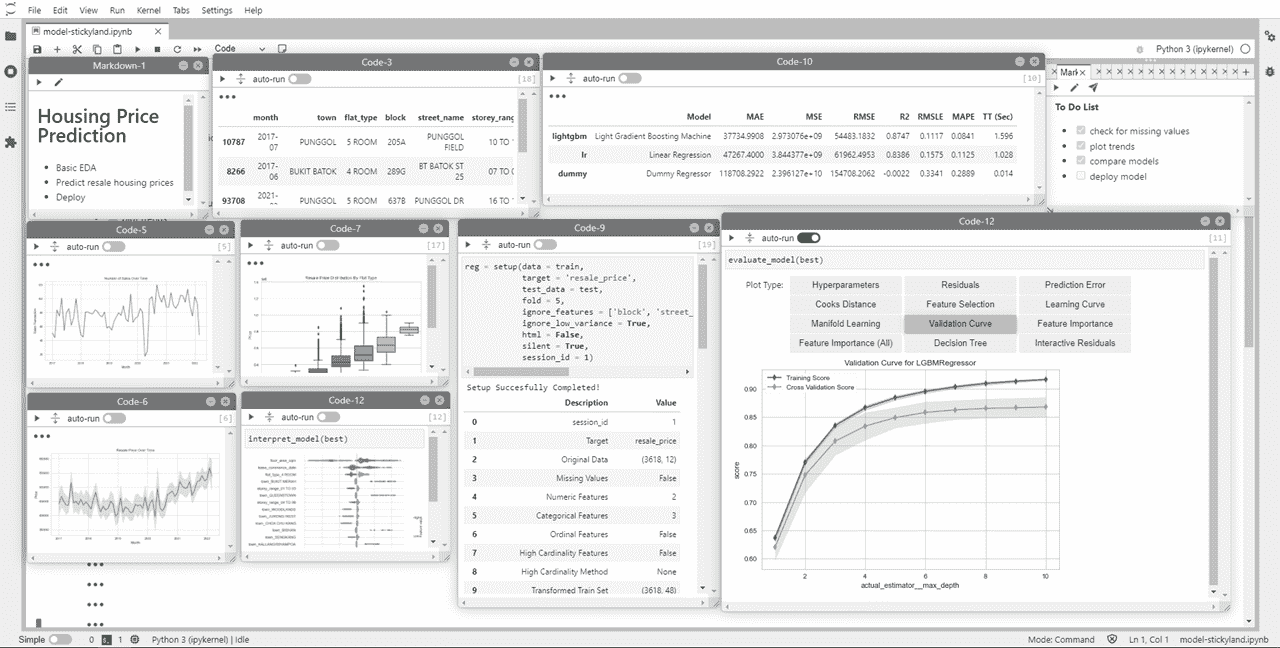 File Edit View Run Kernel Tabs Settings Help
model-stickyland.ipynb
Code
Python 3 (ipykernel)
Markdown-1
Housing Price
Prediction
Basic EDA
Predict resale housing prices
Deploy
Code-3
auto-run [18]
month town flat_type block street_name storey_rang
10787 2017-07 PUNGGOL 5 ROOM 205A PUNGGOL FIELD 10 TO
8266 2017-06 BUKIT BATOK 4 ROOM 289G BT BATOK ST 25 07 TO
93708 2021- PUNGGOL 5 ROOM 637B PUNGGOL DR 16 TO
Code-10
auto-run [10]
Model MAE MSE RMSE R2 RMSLE MAPE TT (Sec)
lightgbm Light Gradient Boosting Machine 37734.9908 2.973076e+09 54483.1832 0.8747 0.1117 0.0841 1.596
lr Linear Regression 47267.4000 3.844377e+09 61962.4953 0.8386 0.1575 0.1125 1.028
dummy Dummy Regressor 118708.2922 2.396127e+10 154708.2062 -0.0022 0.3341 0.2889 0.014
To Do List
check for missing values
plot trends
compare models
deploy model
Code-5
auto-run [5]
Number of Sales Over Time
Month
Code-7
auto-run [17]
Resale Price Distribution By Flat Type
Code-6
auto-run [6]
Resale Price Over Time
Month
Code-12
auto-run [12]
interpret_model(best)
Code-9
auto-run [19]
reg = setup(data = train,
target = 'resale_price',
test_data = test,
fold = 5,
ignore_features = ['block', 'street_
ignore_low_variance = True,
html = False,
silent = True,
session_id = 1)
Setup Succesfully Completed!
Description Value
0 session_id 1
1 Target resale_price
2 Original Data (3618, 12)
3 Missing Values False
4 Numeric Features 2
5 Categorical Features 3
6 Ordinal Features False
7 High Cardinality Features False
8 High Cardinality Method None
9 Transformed Train Set (3618, 48)
Code-12
auto-run [11]
evaluate_model(best)
Plot Type: Hyperparameters Residuals Prediction Error
Cooks Distance Feature Selection Learning Curve
Manifold Learning Validation Curve Feature Importance
Feature Importance (All) Decision Tree Interactive Residuals
Validation Curve for LGBMRegressor
Training Score
Cross Validation Score
0.90
0.85
0.80
0.75
0.70
0.65
0.60
score
2 4 6 8 10
actual_estimator__max_depth
Simple 0 1 Python 3 (ipykernel) | Idle Mode: Command Ln 1, Col 1 model-stickyland.ipynb